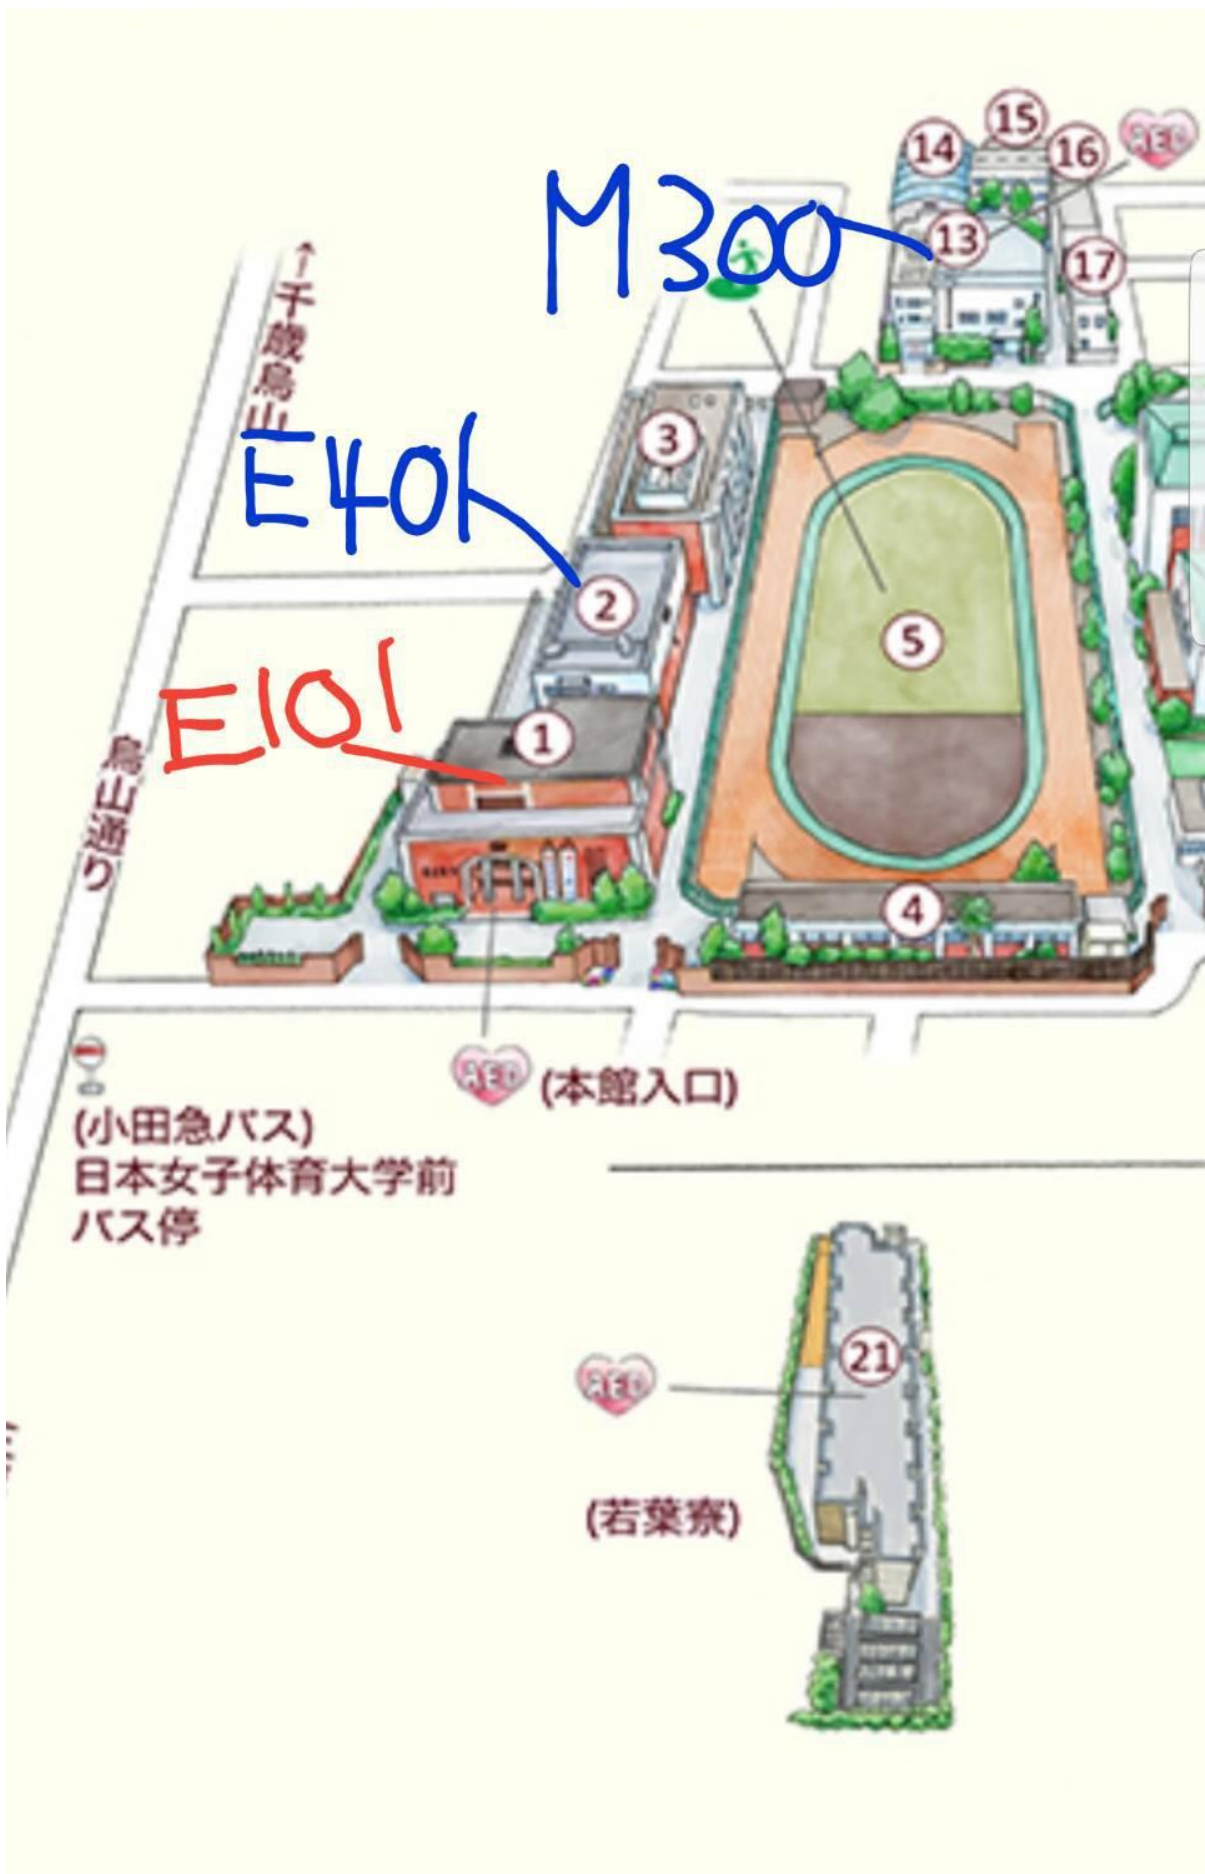 15
14
16
AED
M300
13
17
↑千歳烏山
3
E401
2
5
E101
1
烏山通り
4
AED (本館入口)
(小田急バス)
日本女子体育大学前
バス停
21
AED
(若葉寮)